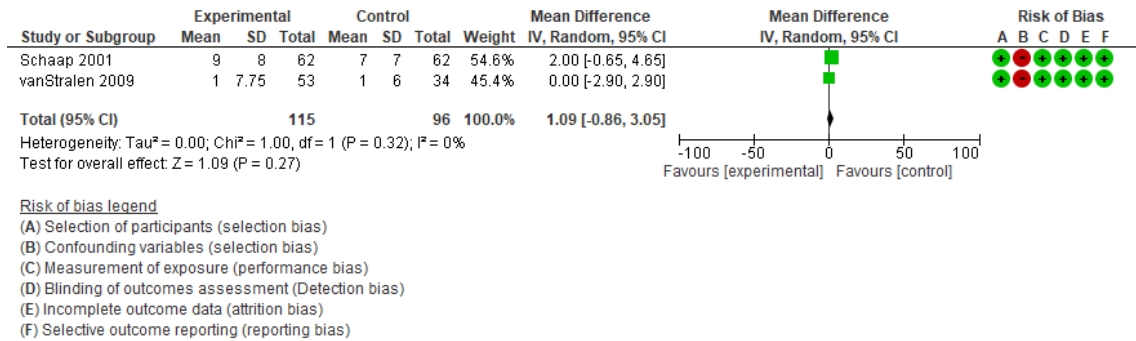 Experimental Control Mean Difference Mean Difference Risk of Bias
Study or Subgroup Mean SD Total Mean SD Total Weight IV, Random, 95% CI IV, Random, 95% CI A B C D E F
Schaap 2001 9 8 62 7 7 62 54.6% 2.00 [-0.65, 4.65] + - + + + +
vanStralen 2009 1 7.75 53 1 6 34 45.4% 0.00 [-2.90, 2.90] + - + + + +
Total (95% CI) 115 96 100.0% 1.09 [-0.86, 3.05]
Heterogeneity: Tau² = 0.00; Chi² = 1.00, df = 1 (P = 0.32); I² = 0%
Test for overall effect: Z = 1.09 (P = 0.27)
-100 -50 0 50 100
Favours [experimental] Favours [control]
Risk of bias legend
(A) Selection of participants (selection bias)
(B) Confounding variables (selection bias)
(C) Measurement of exposure (performance bias)
(D) Blinding of outcomes assessment (Detection bias)
(E) Incomplete outcome data (attrition bias)
(F) Selective outcome reporting (reporting bias)